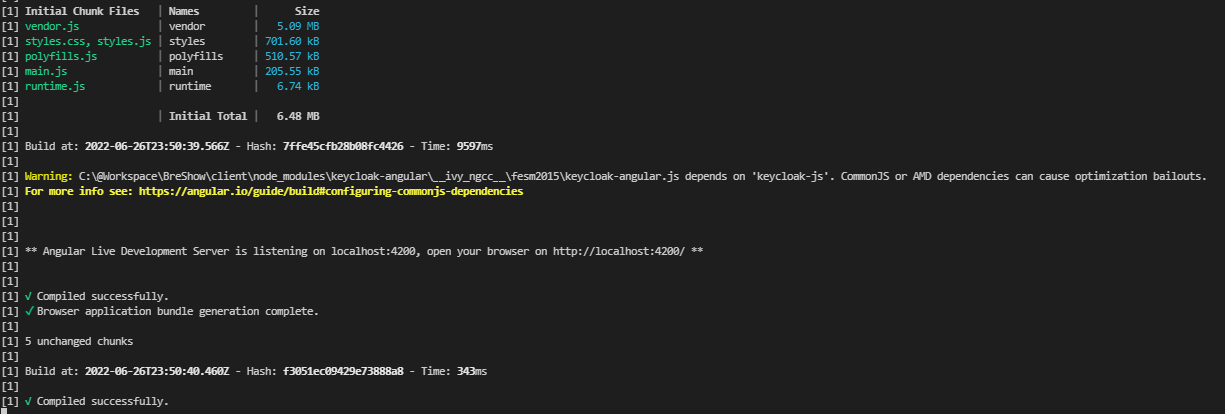 [1] Initial Chunk Files | Names | Size
[1] vendor.js | vendor | 5.09 MB
[1] styles.css, styles.js | styles | 701.60 kB
[1] polyfills.js | polyfills | 510.57 kB
[1] main.js | main | 205.55 kB
[1] runtime.js | runtime | 6.74 kB
[1]
[1] | Initial Total | 6.48 MB
[1]
[1] Build at: 2022-06-26T23:50:39.566Z - Hash: 7ffe45cfb28b08fc4426 - Time: 9597ms
[1]
[1] Warning: C:\@Workspace\BreShow\client\node_modules\keycloak-angular\__ivy_ngcc__\fesm2015\keycloak-angular.js depends on 'keycloak-js'. CommonJS or AMD dependencies can cause optimization bailouts.
[1] For more info see: https://angular.io/guide/build#configuring-commonjs-dependencies
[1]
[1]
[1]
[1] ** Angular Live Development Server is listening on localhost:4200, open your browser on http://localhost:4200/ **
[1]
[1]
[1] √ Compiled successfully.
[1] √ Browser application bundle generation complete.
[1]
[1] 5 unchanged chunks
[1]
[1] Build at: 2022-06-26T23:50:40.460Z - Hash: f3051ec09429e73888a8 - Time: 343ms
[1]
[1] √ Compiled successfully.